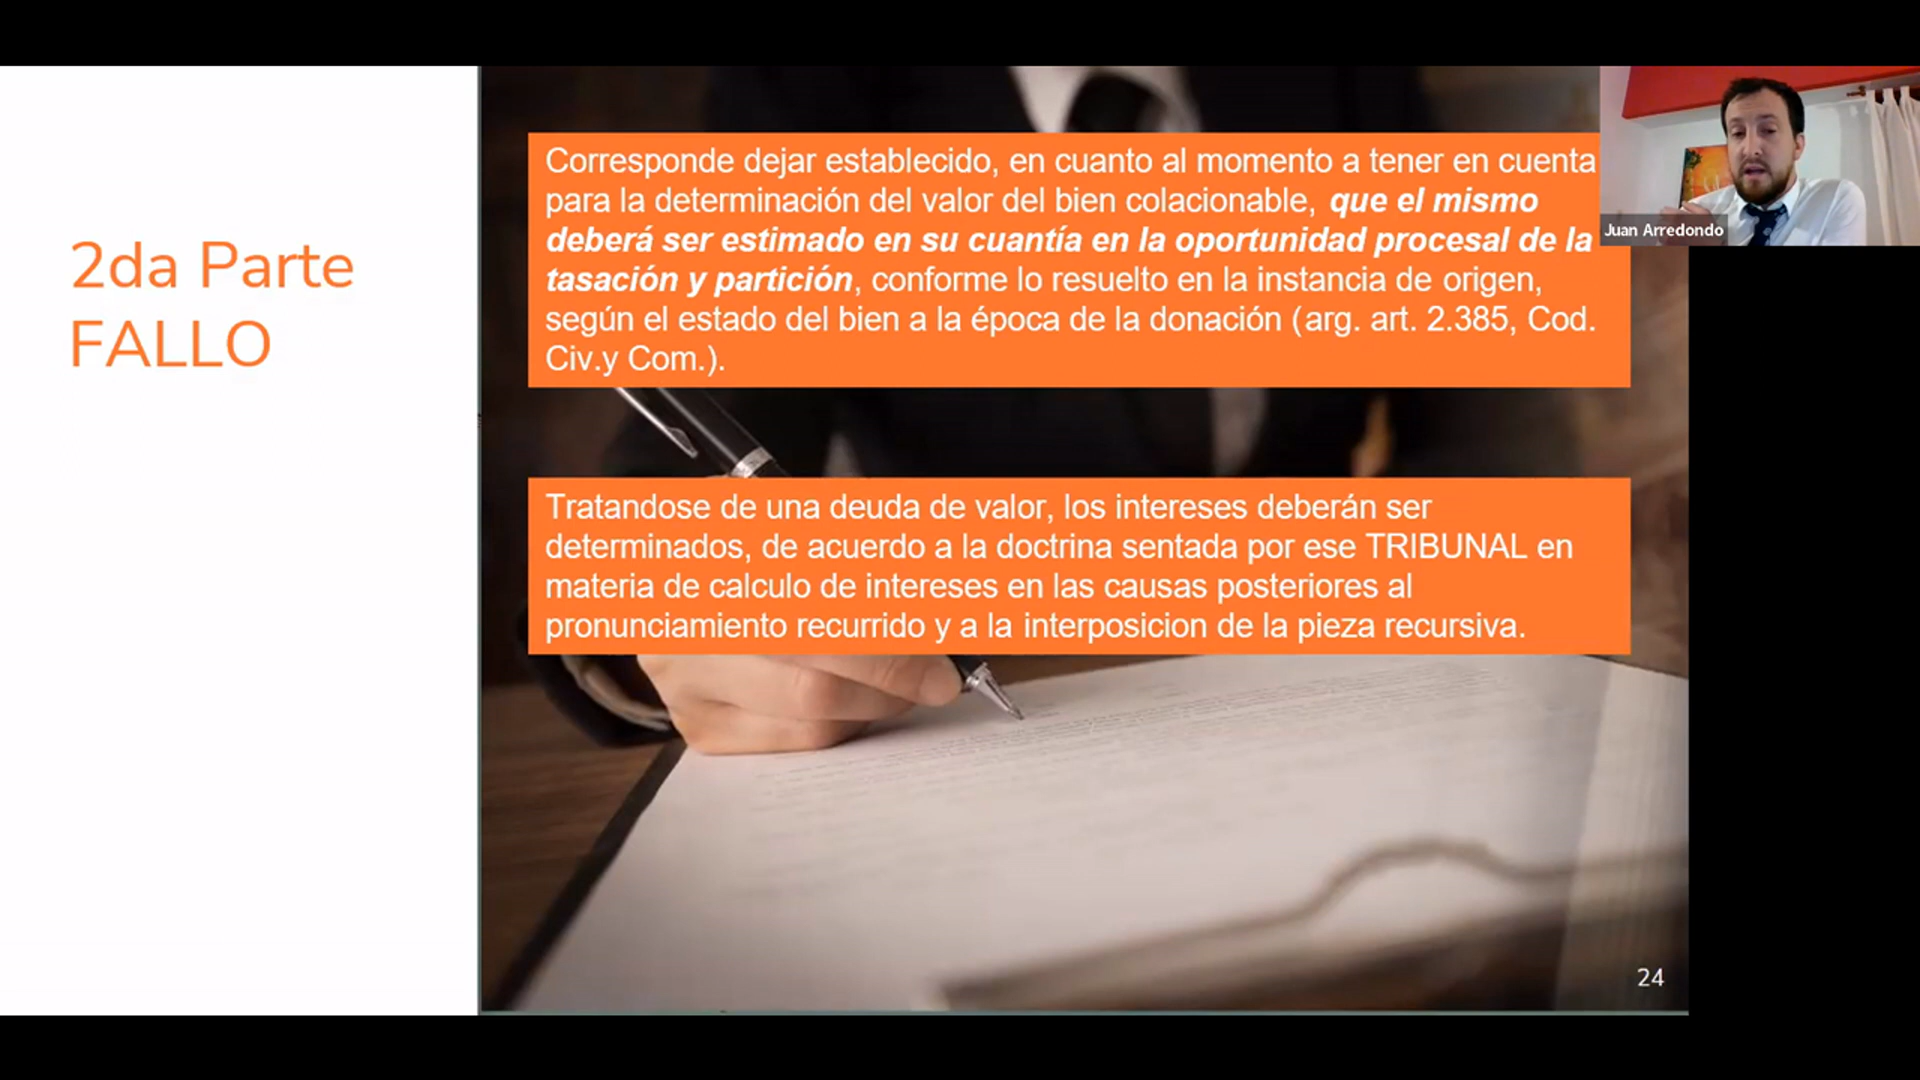 2da Parte
FALLO
Corresponde dejar establecido, en cuanto al momento a tener en cuenta
para la determinación del valor del bien colacionable, que el mismo
deberá ser estimado en su cuantía en la oportunidad procesal de la
tasación y partición, conforme lo resuelto en la instancia de origen,
según el estado del bien a la época de la donación (arg. art. 2.385, Cod.
Civ.y Com.).
Tratandose de una deuda de valor, los intereses deberán ser
determinados, de acuerdo a la doctrina sentada por ese TRIBUNAL en
materia de calculo de intereses en las causas posteriores al
pronunciamiento recurrido y a la interposicion de la pieza recursiva.
24
Juan Arredondo